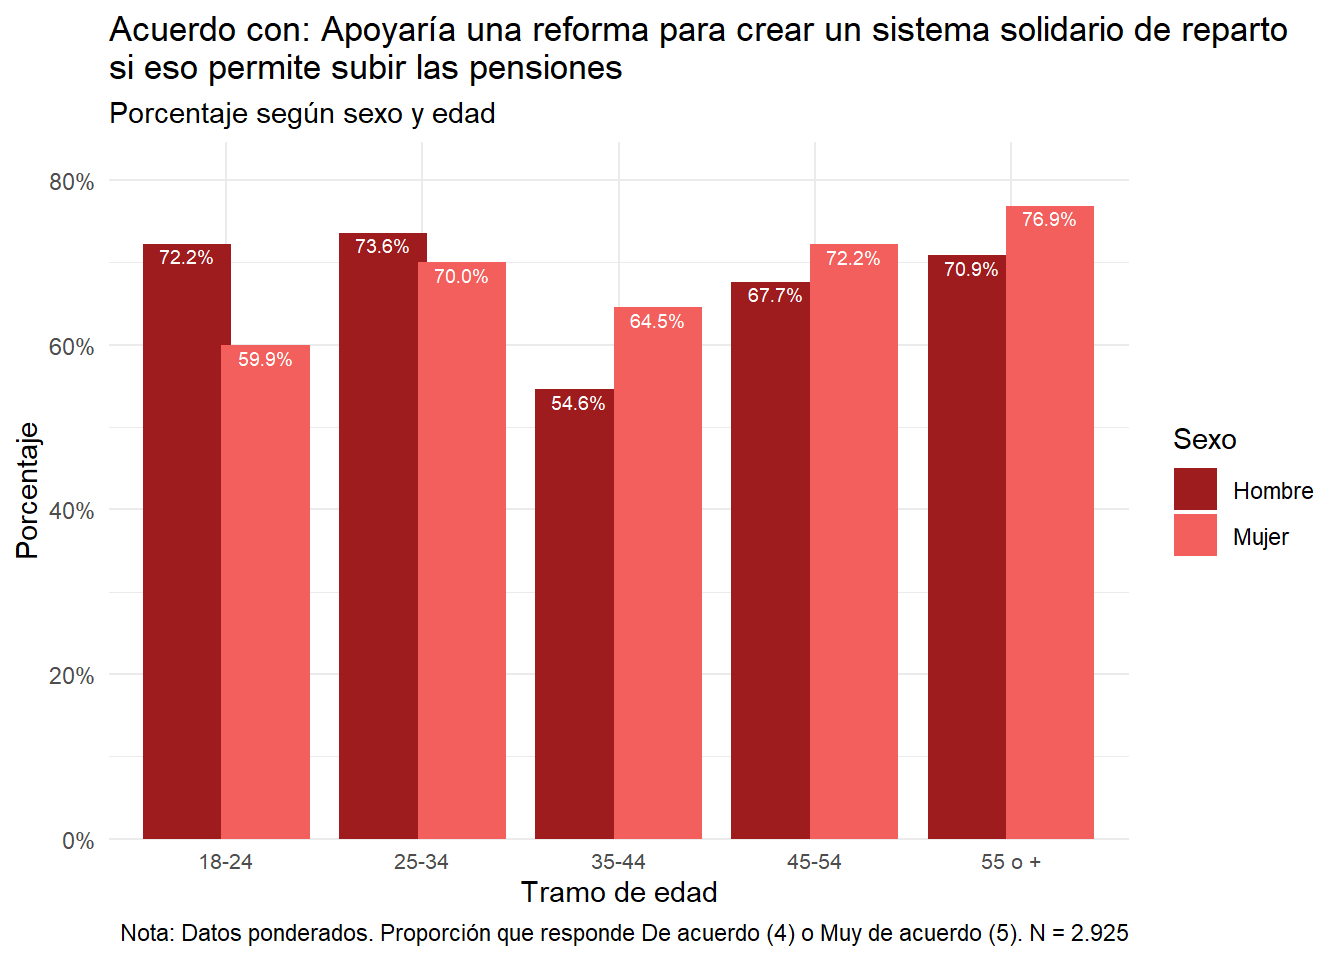 Acuerdo con: Apoyaría una reforma para crear un sistema solidario de reparto
si eso permite subir las pensiones
Porcentaje según sexo y edad
Porcentaje
80%
60%
40%
20%
0%
72.2%
59.9%
73.6%
70.0%
54.6%
64.5%
67.7%
72.2%
70.9%
76.9%
18-24
25-34
35-44
45-54
55 o +
Tramo de edad
Sexo
Hombre
Mujer
Nota: Datos ponderados. Proporción que responde De acuerdo (4) o Muy de acuerdo (5). N = 2.925